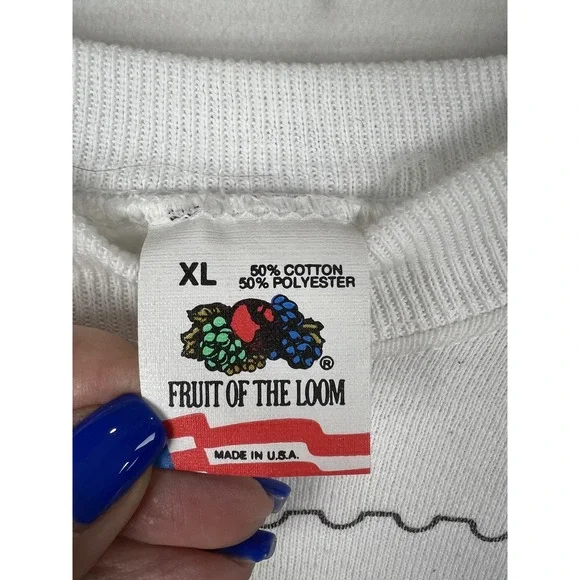 XL
50% COTTON
50% POLYESTER
®
FRUIT OF THE LOOM
MADE IN U.S.A.